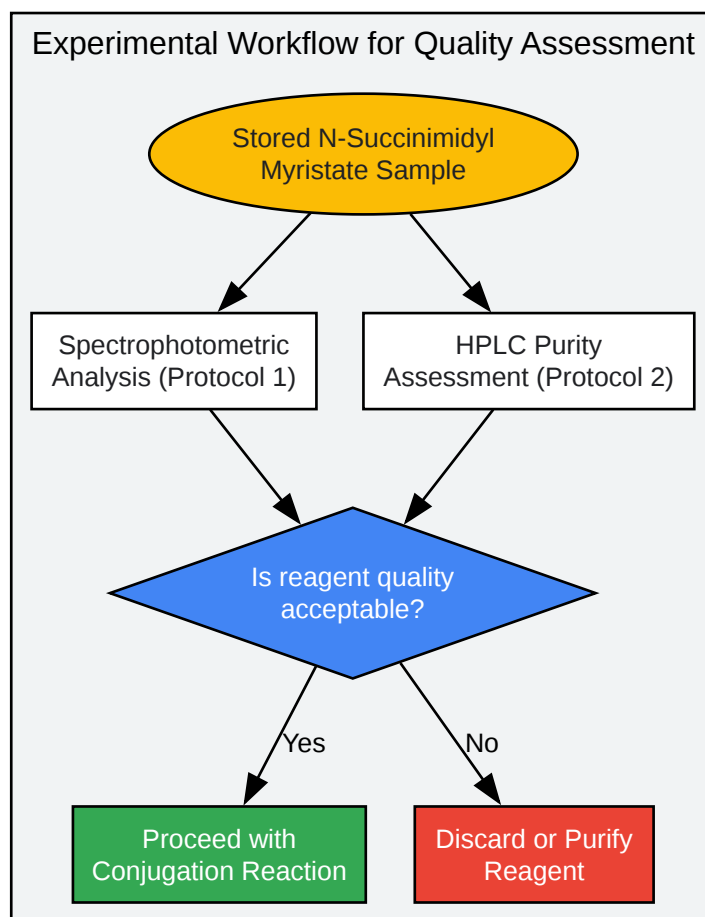 Experimental Workflow for Quality Assessment
Stored N-Succinimidyl
Myristate Sample
Spectrophotometric
Analysis (Protocol 1)
HPLC Purity
Assessment (Protocol 2)
Is reagent quality
acceptable?
Yes
No
Proceed with
Conjugation Reaction
Discard or Purify
Reagent